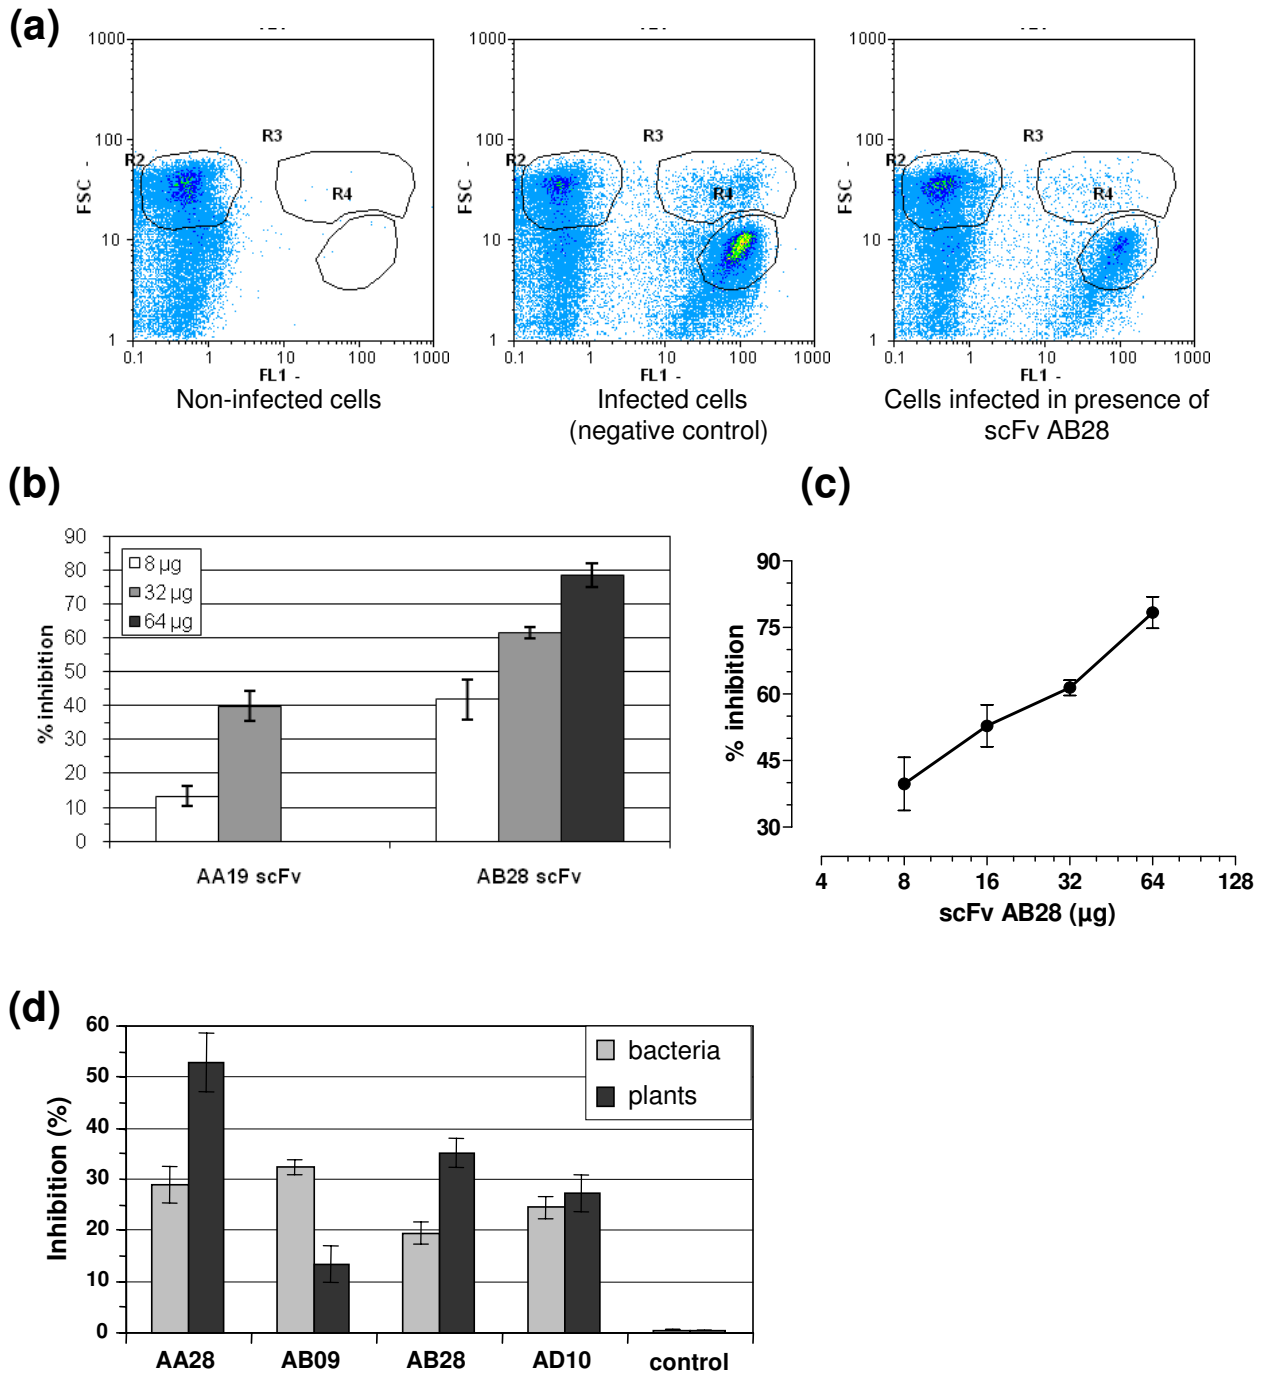 (a)
1000
100
10
1
FSC -
R2
R3
R4
0.1 1 10 100 1000
FL1 -
Non-infected cells
1000
100
10
1
FSC -
R2
R3
R4
0.1 1 10 100 1000
FL1 -
Infected cells
(negative control)
1000
100
10
1
FSC -
R2
R3
R4
0.1 1 10 100 1000
FL1 -
Cells infected in presence of
scFv AB28
(b)
% inhibition
90
80
70
60
50
40
30
20
10
0
8 µg
32 µg
64 µg
AA19 scFv AB28 scFv
(c)
% inhibition
90
75
60
45
30
4 8 16 32 64 128
scFv AB28 (µg)
(d)
Inhibition (%)
60
50
40
30
20
10
0
bacteria
plants
AA28 AB09 AB28 AD10 control